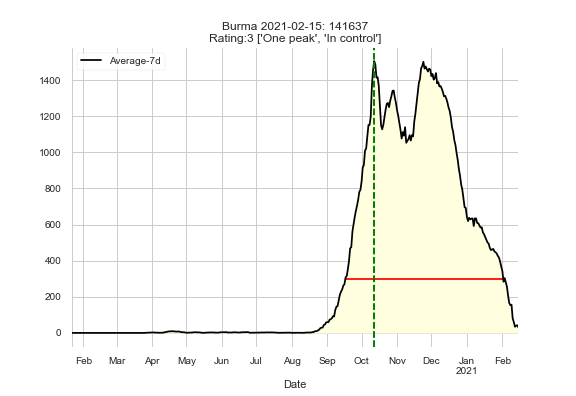 Burma 2021-02-15: 141637
Rating:3 ['One peak', 'In control']
Average-7d
1400
1200
1000
800
600
400
200
0
Feb Mar Apr May Jun Jul Aug Sep Oct Nov Dec Jan Feb
2021
Date